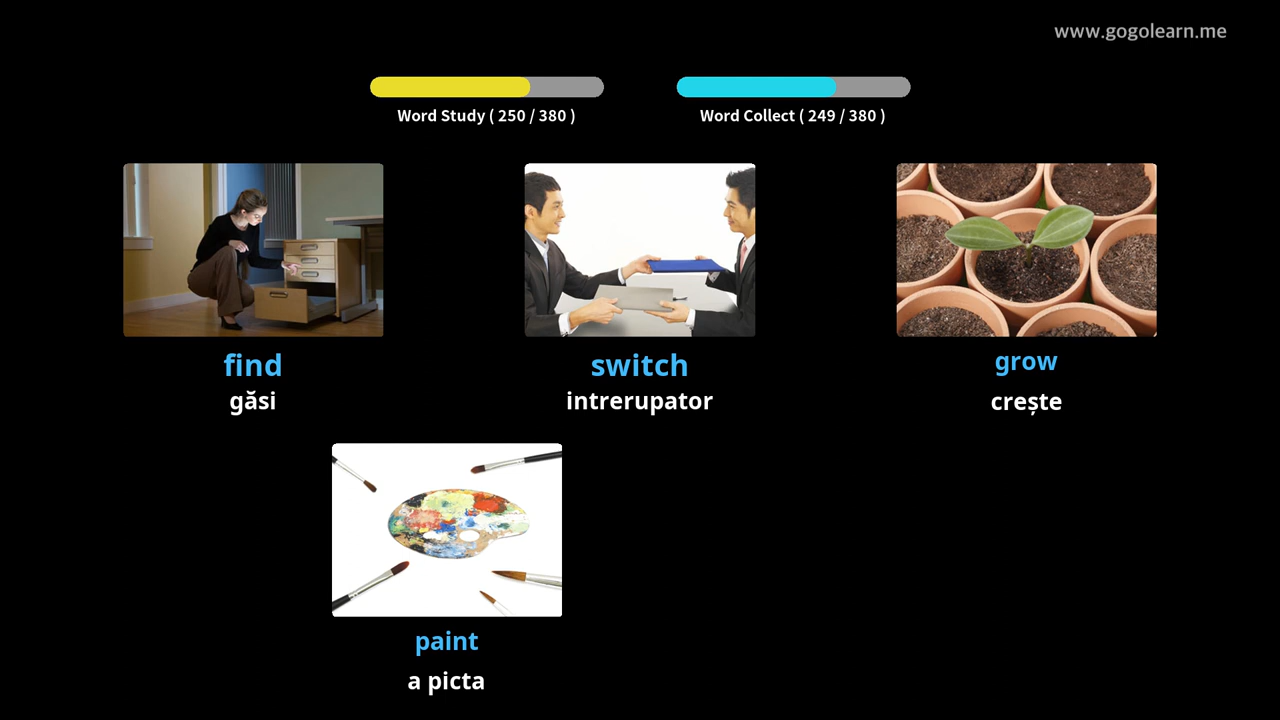 www.gogolearn.me
Word Study ( 250 / 380 )
Word Collect ( 249 / 380 )
find
găsi
switch
intrerupator
grow
crește
paint
a picta